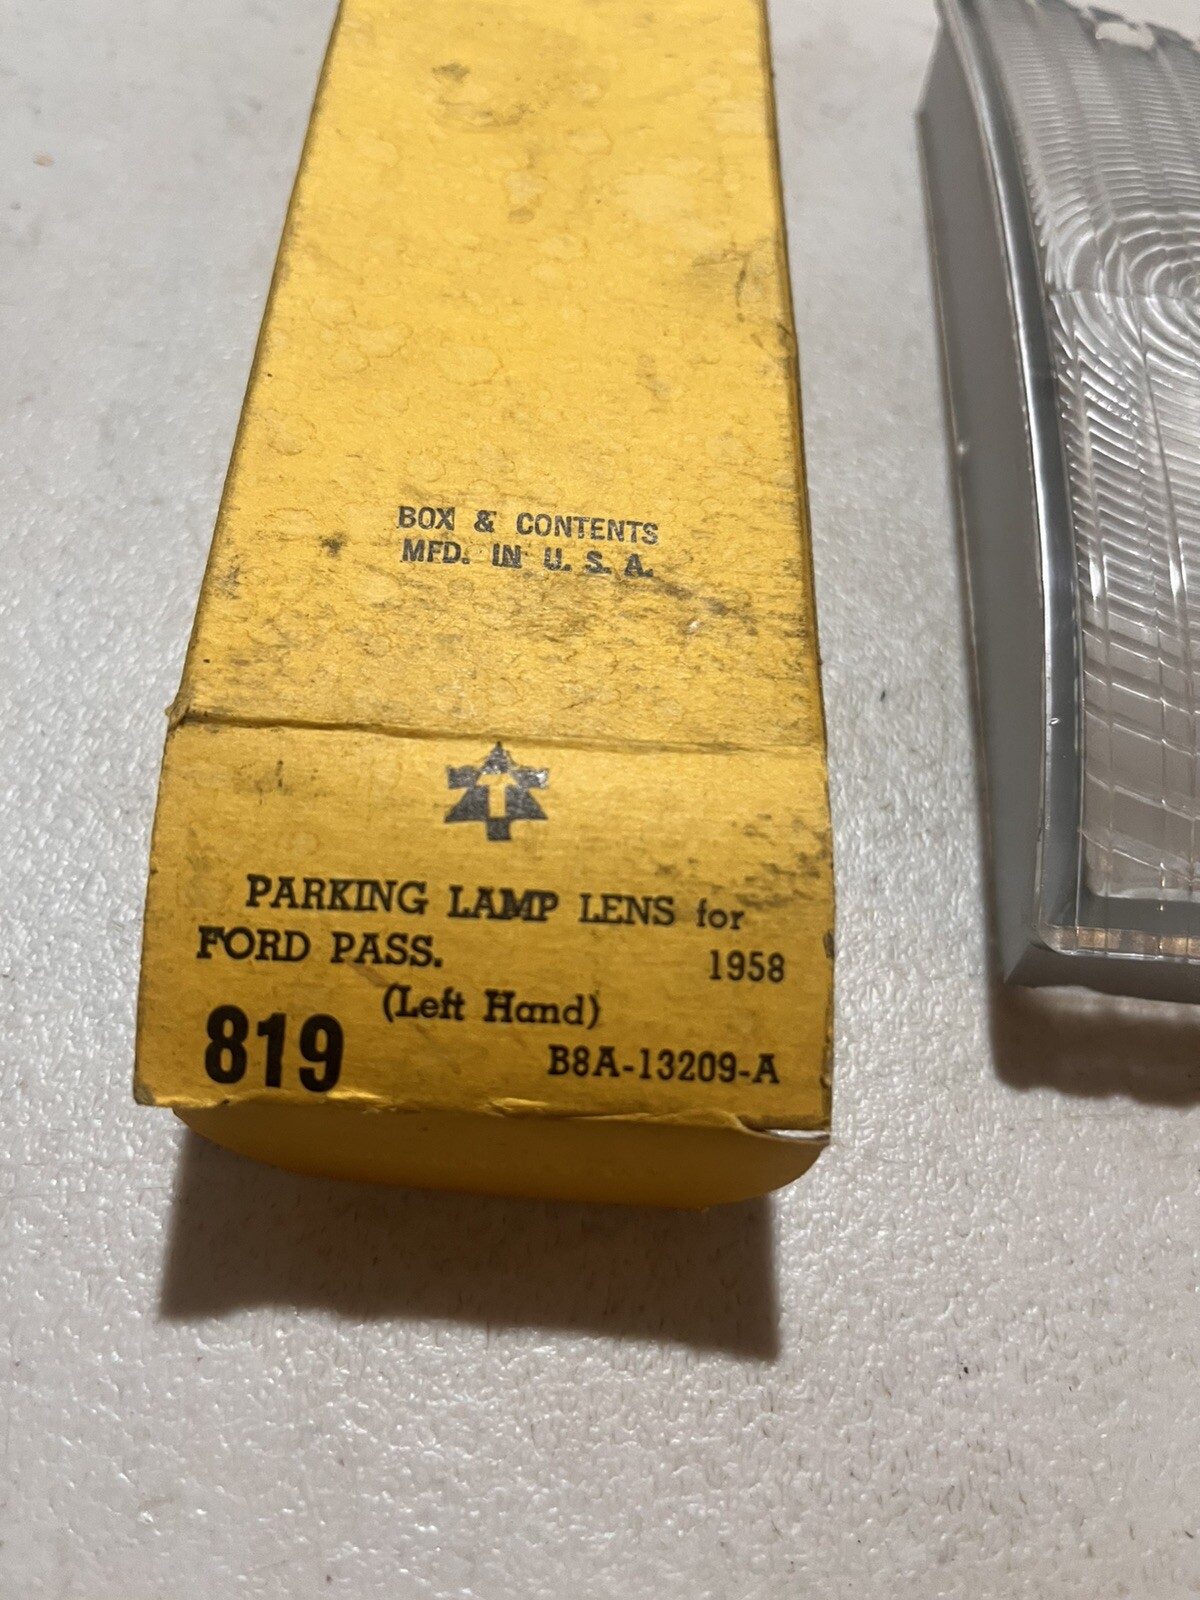 BOX & CONTENTS
MFD. IN U. S. A.
PARKING LAMP LENS for
FORD PASS. 1958
(Left Hand)
819 B8A-13209-A